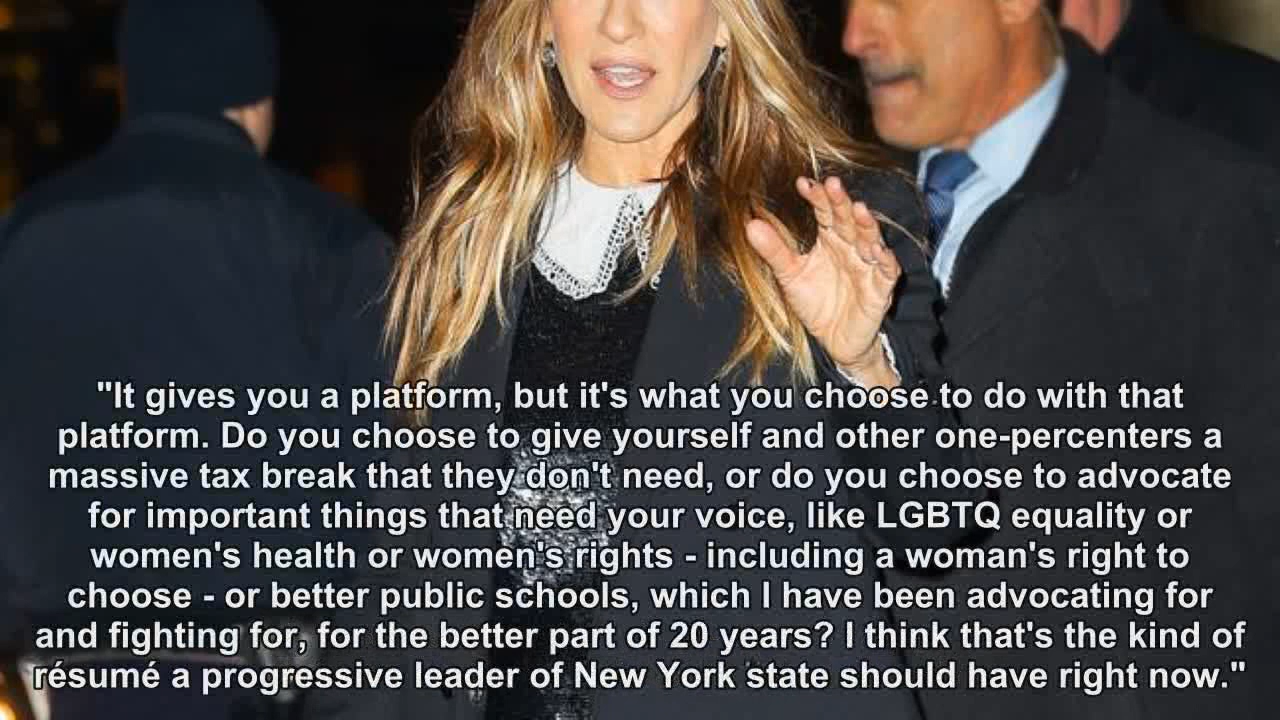 "It gives you a platform, but it's what you choose to do with that
platform. Do you choose to give yourself and other one-percenters a
massive tax break that they don't need, or do you choose to advocate
for important things that need your voice, like LGBTQ equality or
women's health or women's rights - including a woman's right to
choose - or better public schools, which I have been advocating for
and fighting for, for the better part of 20 years? I think that's the kind of
résumé a progressive leader of New York state should have right now."